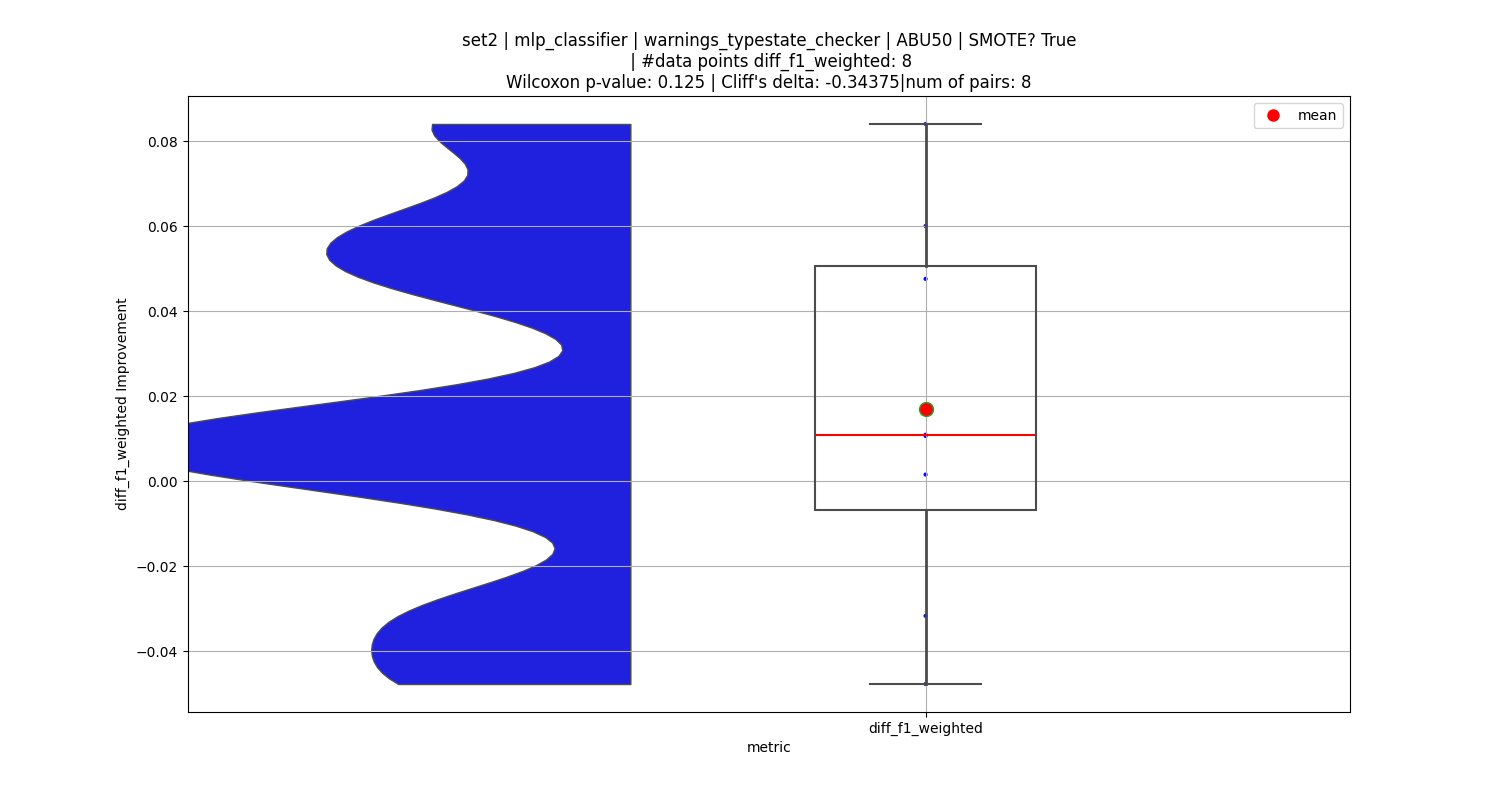 set2 | mlp_classifier | warnings_typestate_checker | ABU50 | SMOTE? True
| #data points diff_f1_weighted: 8
Wilcoxon p-value: 0.125 | Cliff's delta: -0.34375|num of pairs: 8
mean
0.08
0.06
0.04
0.02
0.00
−0.02
−0.04
diff_f1_weighted Improvement
diff_f1_weighted
metric